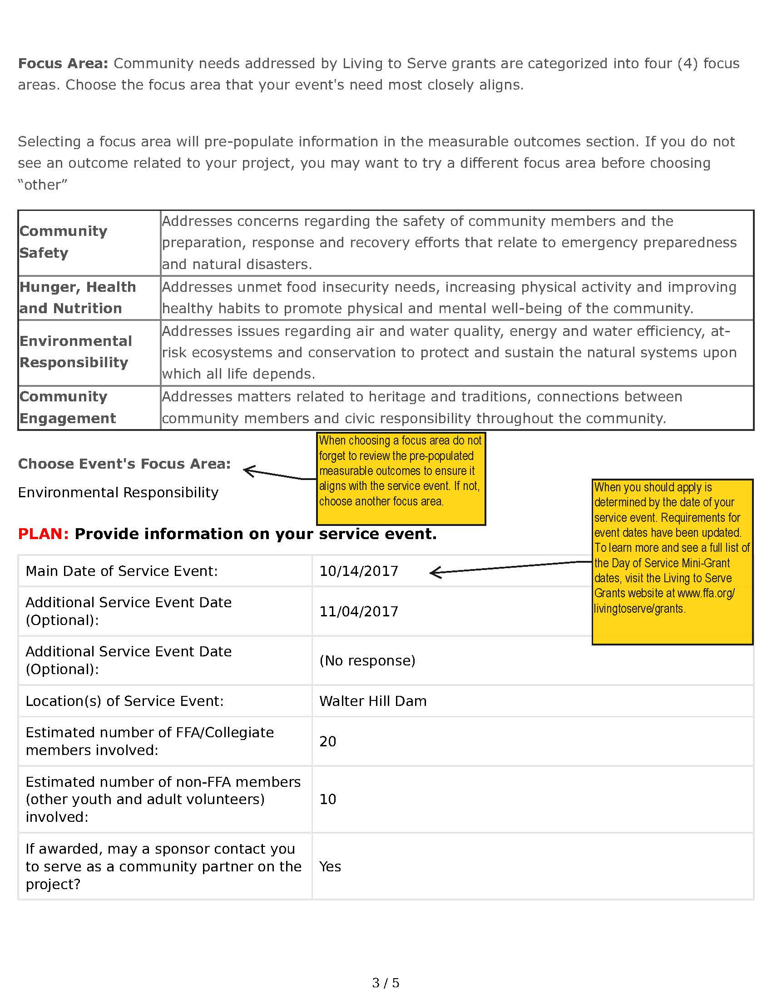 Focus Area: Community needs addressed by Living to Serve grants are categorized into four (4) focus
areas. Choose the focus area that your event's need most closely aligns.
Selecting a focus area will pre-populate information in the measurable outcomes section. If you do not
see an outcome related to your project, you may want to try a different focus area before choosing
“other”
Community
Safety
Addresses concerns regarding the safety of community members and the
preparation, response and recovery efforts that relate to emergency preparedness
and natural disasters.
Hunger, Health
and Nutrition
Addresses unmet food insecurity needs, increasing physical activity and improving
healthy habits to promote physical and mental well-being of the community.
Environmental
Responsibility
Addresses issues regarding air and water quality, energy and water efficiency, at-
risk ecosystems and conservation to protect and sustain the natural systems upon
which all life depends.
Community
Engagement
Addresses matters related to heritage and traditions, connections between
community members and civic responsibility throughout the community.
When choosing a focus area do not
forget to review the pre-populated
measurable outcomes to ensure it
aligns with the service event. If not,
choose another focus area.
Choose Event's Focus Area:
Environmental Responsibility
When you should apply is
determined by the date of your
service event. Requirements for
event dates have been updated.
To learn more and see a full list of
the Day of Service Mini-Grant
dates, visit the Living to Serve
Grants website at www.ffa.org/
livingtoserve/grants.
PLAN: Provide information on your service event.
Main Date of Service Event:
10/14/2017
Additional Service Event Date
(Optional):
11/04/2017
Additional Service Event Date
(Optional):
(No response)
Location(s) of Service Event:
Walter Hill Dam
Estimated number of FFA/Collegiate
members involved:
20
Estimated number of non-FFA members
(other youth and adult volunteers)
involved:
10
If awarded, may a sponsor contact you
to serve as a community partner on the
project?
Yes
3 / 5